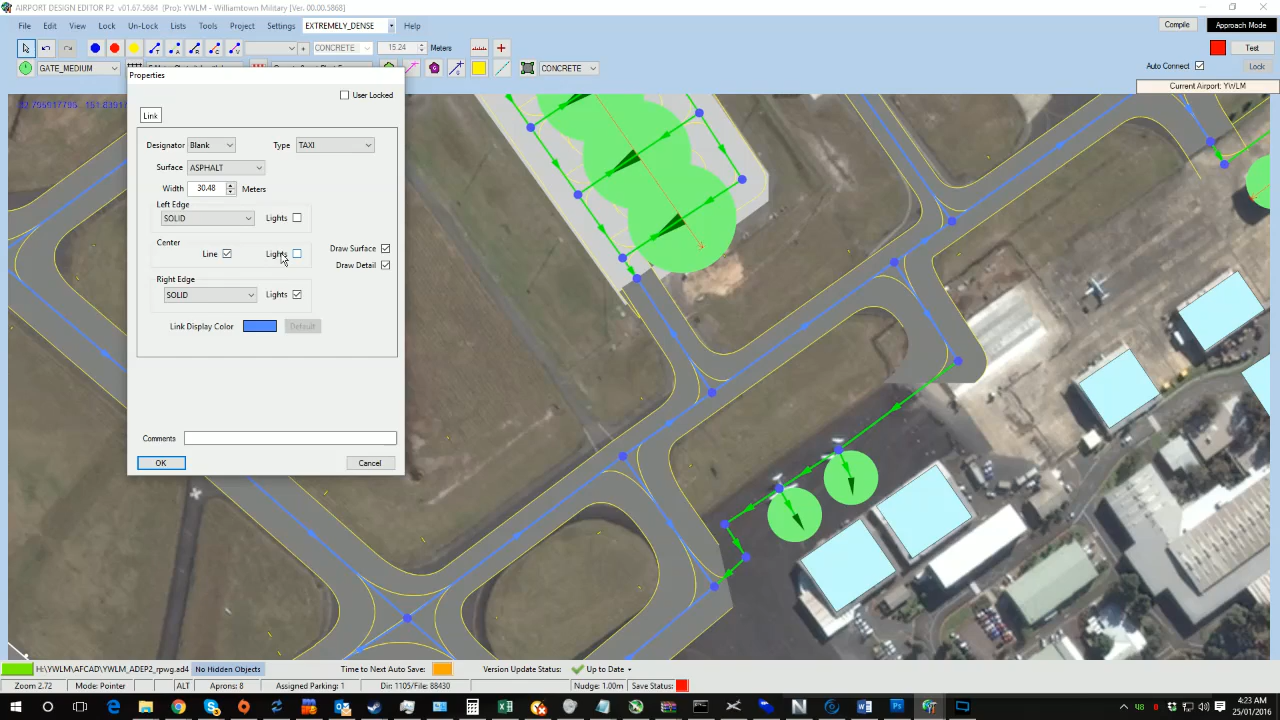 AIRPORT DESIGN EDITOR P2 v01.67.5684 (Pro): YWLM - Williamtown Military [Ver. 00.00.5868]
File Edit View Lock Un-Lock Lists Tools Project Settings EXTREMELY_DENSE Help
Compile Approach Mode
CONCRETE 15.24 Meters Test
GATE_MEDIUM CONCRETE Auto Connect Lock
Current Airport: YWLM
Properties
User Locked
Link
Designator Blank Type TAXI
Surface ASPHALT
Width 30.48 Meters
Left Edge
SOLID Lights
Center
Line Lights
Draw Surface
Draw Detail
Right Edge
SOLID Lights
Link Display Color Default
Comments
OK Cancel
H:\YWLM\AFCAD\YWLM_ADEP2_rpwg.ad4 No Hidden Objects Time to Next Auto Save: Version Update Status: Up to Date
Zoom 2.72 Mode: Pointer ALT Aprons: 8 Assigned Parking: 1 Dir: 1105/File: 88430 Nudge: 1.00m Save Status:
4:23 AM
25/01/2016